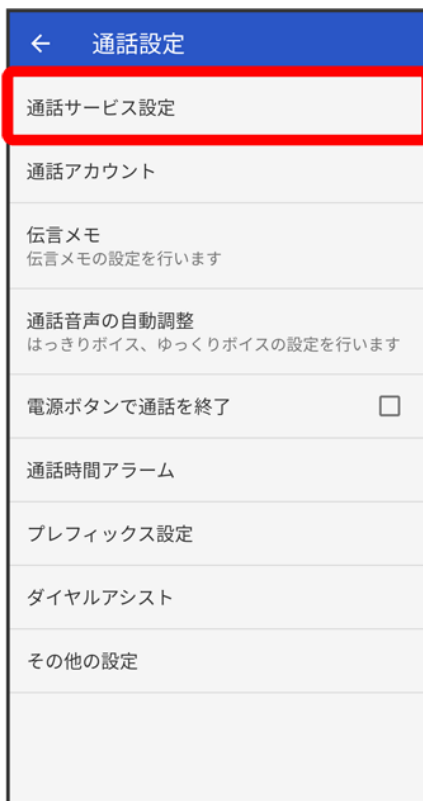 通話設定
通話サービス設定
通話アカウント
伝言メモ
伝言メモの設定を行います
通話音声の自動調整
はっきりボイス、ゆっくりボイスの設定を行います
電源ボタンで通話を終了
通話時間アラーム
プレフィックス設定
ダイヤルアシスト
その他の設定